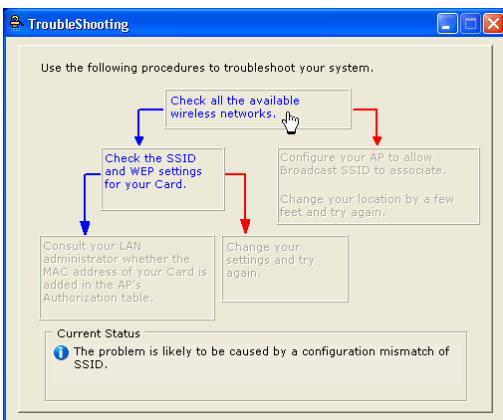 TroubleShooting
Use the following procedures to troubleshoot your system.
Check all the available
wireless networks.
Check the SSID
and WEP settings
for your Card.
Configure your AP to allow
Broadcast SSID to associate.
Change your location by a few
feet and try again.
Consult your LAN
administrator whether the
MAC address of your Card is
added in the AP's
Authorization table.
Change your
settings and try
again.
Current Status
The problem is likely to be caused by a configuration mismatch of
SSID.